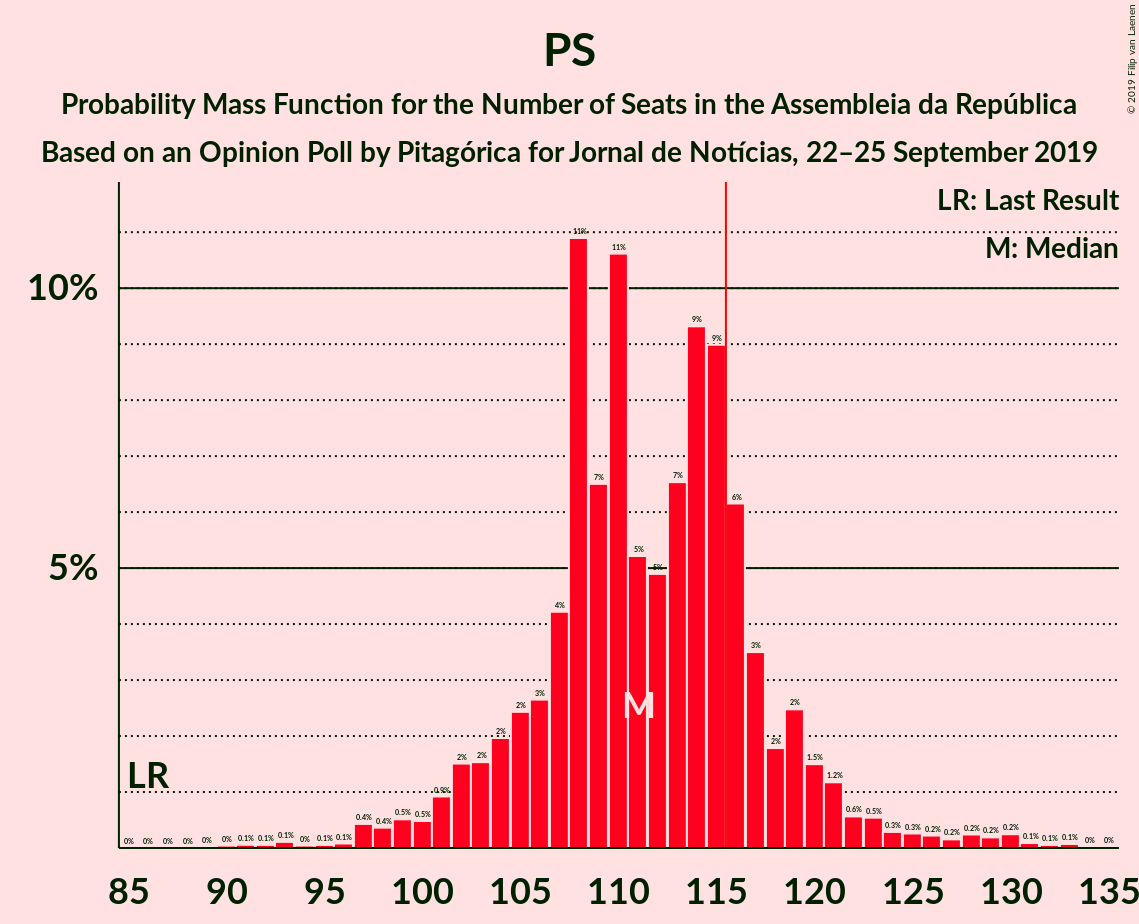 PS
Probability Mass Function for the Number of Seats in the Assembleia da República
Based on an Opinion Poll by Pitagórica for Jornal de Notícias, 22–25 September 2019
© 2019 Filip van Laenen
LR: Last Result
M: Median
10%
5%
LR
M
0% 0% 0% 0% 0% 0% 0.1% 0.1% 0.1% 0% 0.1% 0.1% 0.4% 0.4% 0.5% 0.5% 0.9% 2% 2% 2% 2% 3% 4% 11% 7% 11% 5% 5% 7% 9% 9% 6% 3% 2% 2% 1.5% 1.2% 0.6% 0.5% 0.3% 0.3% 0.2% 0.2% 0.2% 0.2% 0.2% 0.1% 0.1% 0.1% 0% 0%
85 90 95 100 105 110 115 120 125 130 135